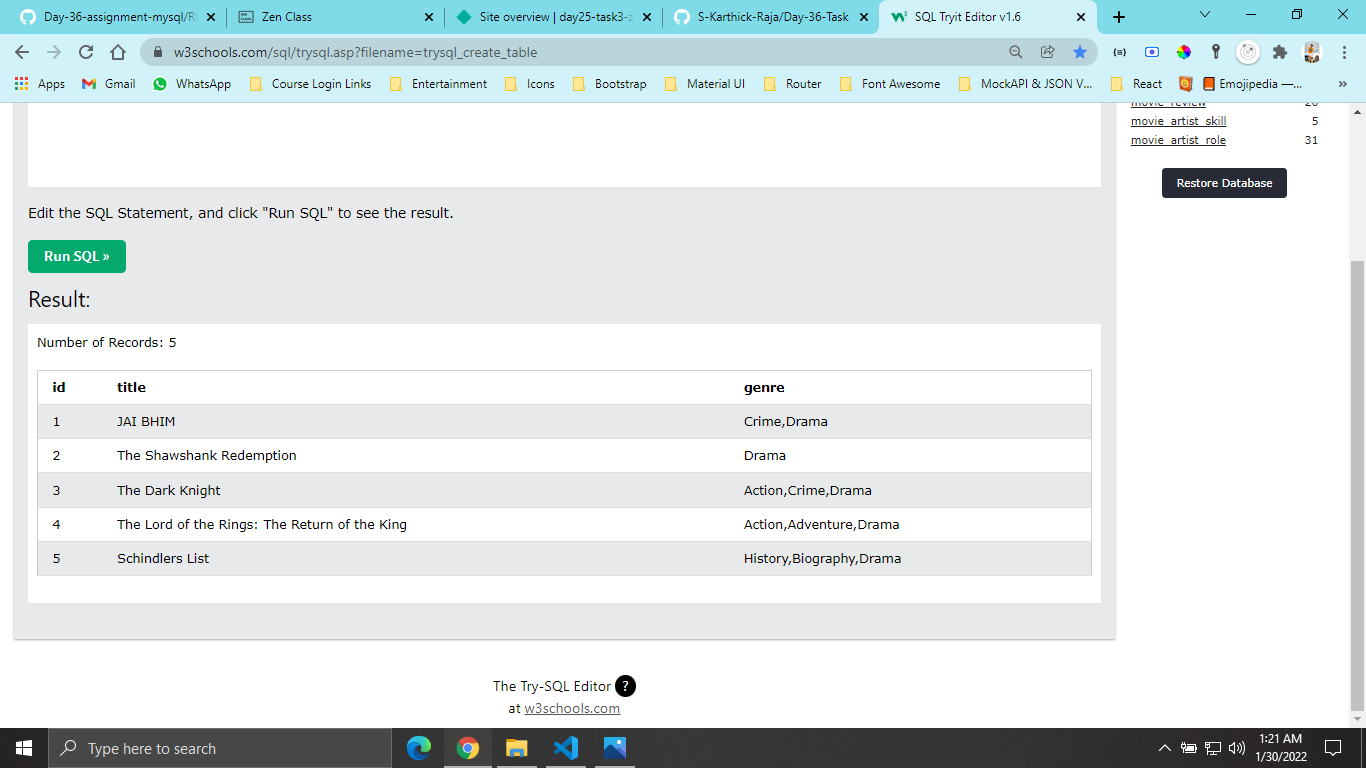 Day-36-assignment-mysql/RE
Zen Class
Site overview | day25-task3-z
S-Karthick-Raja/Day-36-Task
SQL Tryit Editor v1.6
w3schools.com/sql/trysql.asp?filename=trysql_create_table
Apps
Gmail
WhatsApp
Course Login Links
Entertainment
Icons
Bootstrap
Material UI
Router
Font Awesome
MockAPI & JSON V...
React
Emojipedia —...
»
movie_review 20
movie_artist_skill 5
movie_artist_role 31
Restore Database
Edit the SQL Statement, and click "Run SQL" to see the result.
Run SQL »
Result:
Number of Records: 5
id title genre
1 JAI BHIM Crime,Drama
2 The Shawshank Redemption Drama
3 The Dark Knight Action,Crime,Drama
4 The Lord of the Rings: The Return of the King Action,Adventure,Drama
5 Schindlers List History,Biography,Drama
The Try-SQL Editor ?
at w3schools.com
Type here to search
1:21 AM
1/30/2022